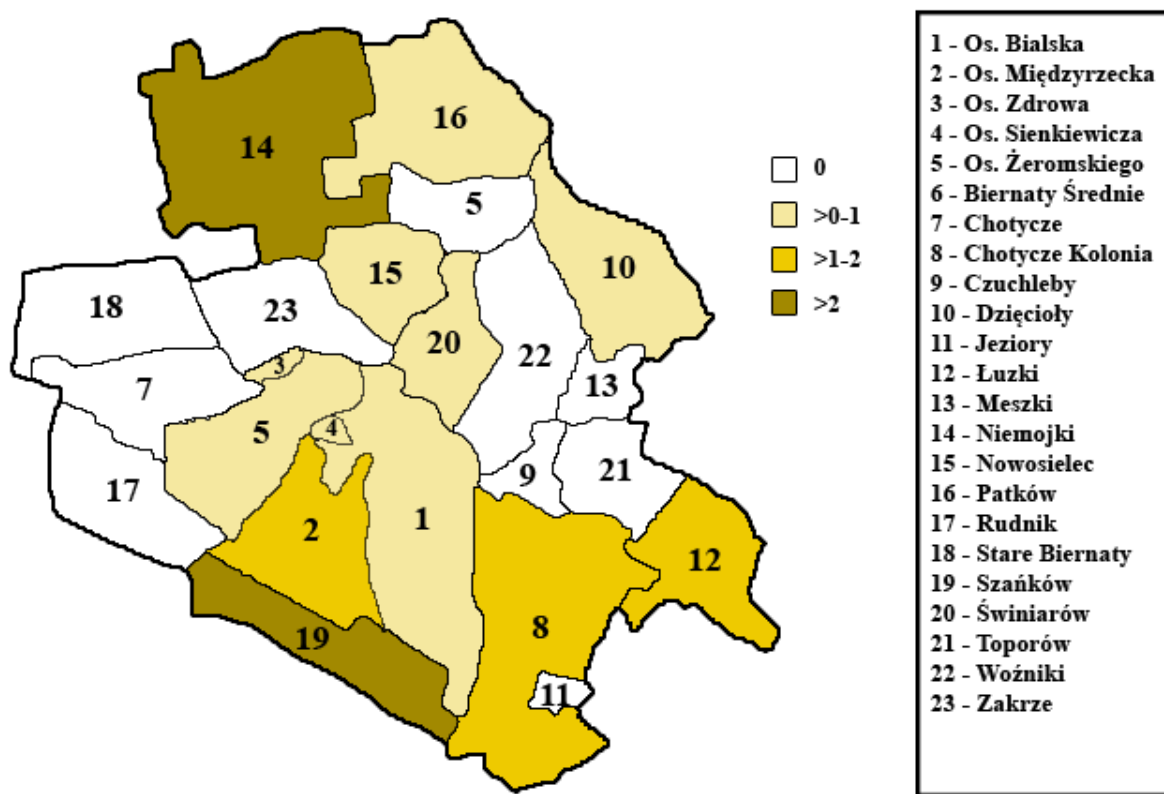 16
14
5
15
10
18
23
20
22
3
13
7
4
5
9
21
17
2
1
12
8
19
11
0
>0-1
>1-2
>2
1 - Os. Bialska
2 - Os. Międzyrzecka
3 - Os. Zdrowa
4 - Os. Sienkiewicza
5 - Os. Żeromskiego
6 - Biernaty Średnie
7 - Chotycze
8 - Chotycze Kolonia
9 - Czuchleby
10 - Dzięcioły
11 - Jeziory
12 - Łuzki
13 - Meszki
14 - Niemojki
15 - Nowosielec
16 - Patków
17 - Rudnik
18 - Stare Biernaty
19 - Szańków
20 - Świniarów
21 - Toporów
22 - Woźniki
23 - Zakrze